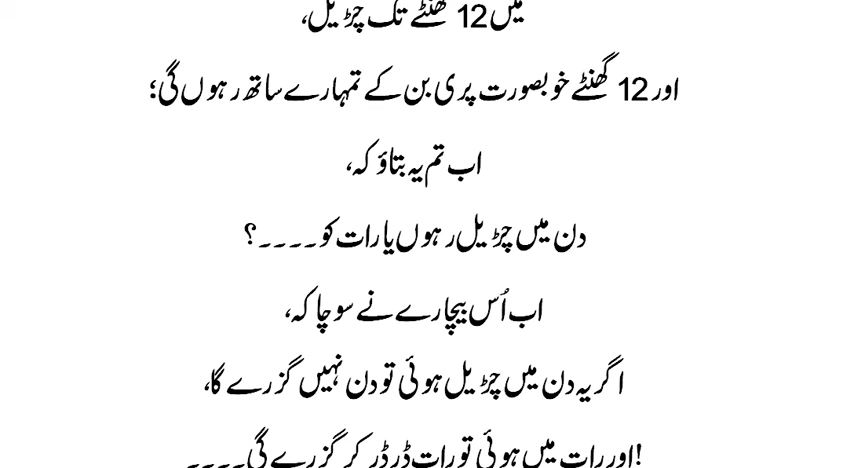 میں 12 گھنٹے تک چڑیل،
اور 12 گھنٹے خوبصورت پری بن کے تمہارے ساتھ رہوں گی؛
اب تم یہ بتاؤ کہ،
دن میں چڑیل رہوں یا رات کو۔۔۔۔؟
اب اُس بیچارے نے سوچا کہ،
اگر یہ دن میں چڑیل ہوئی تو دن نہیں گزرے گا،
!اور رات میں ہوئی تو رات ڈر ڈر کر گزرے گی۔۔۔۔